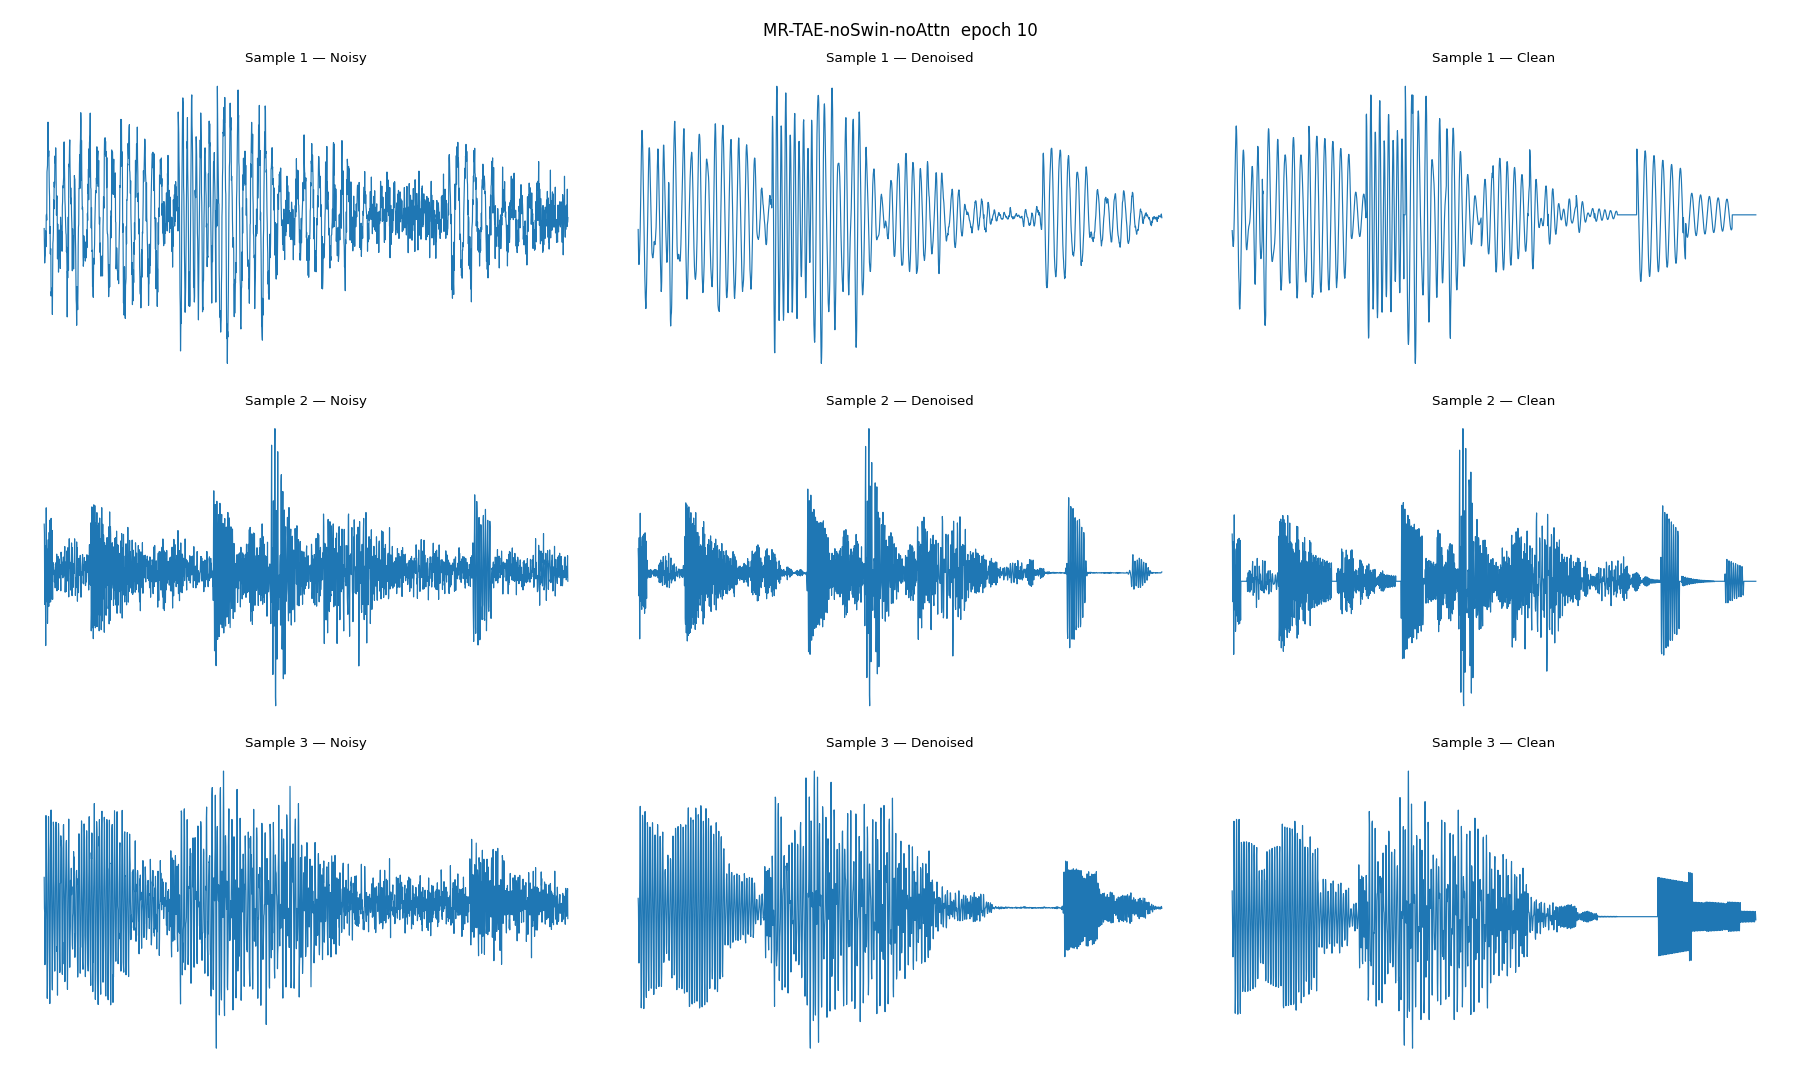 MR-TAE-noSwin-noAttn  epoch 10
Sample 1 — Noisy
Sample 1 — Denoised
Sample 1 — Clean
Sample 2 — Noisy
Sample 2 — Denoised
Sample 2 — Clean
Sample 3 — Noisy
Sample 3 — Denoised
Sample 3 — Clean